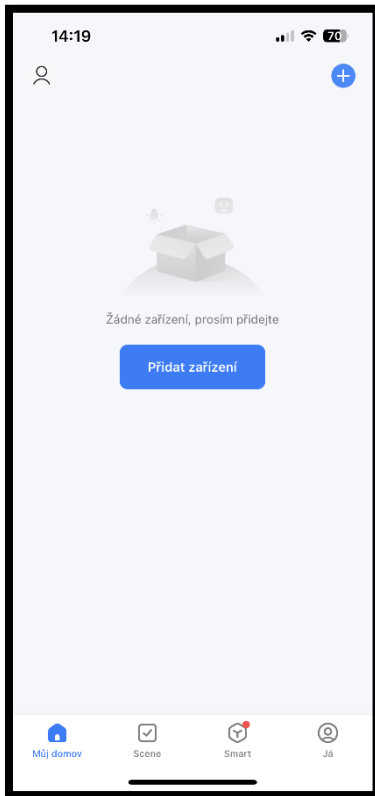 14:19
70
Žádné zařízení, prosím přidejte
Přidat zařízení
Můj domov
Scene
Smart
Já